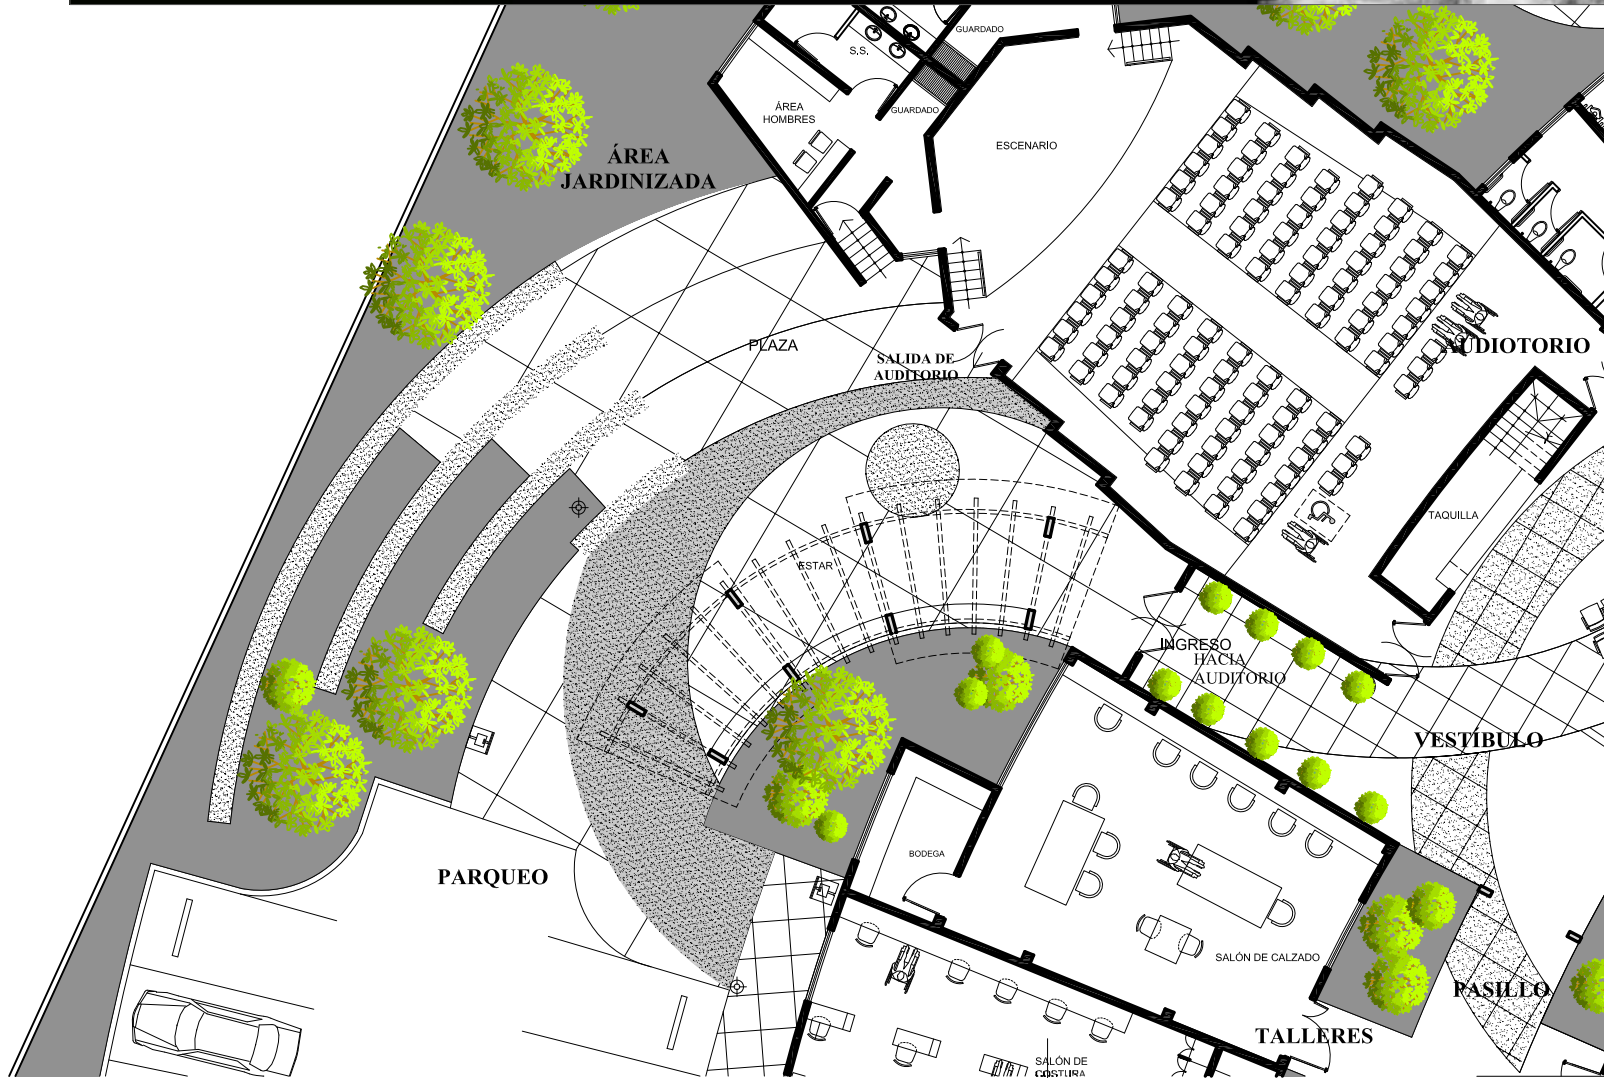 GUARDADO
S.S.
ÁREA
HOMBRES
GUARDADO
ESCENARIO
ÁREA
JARDINIZADA
PLAZA
SALIDA DE
AUDITORIO
AUDIOTORIO
TAQUILLA
ESTAR
INGRESO
HACIA
AUDITORIO
VESTÍBULO
PARQUEO
BODEGA
SALÓN DE CALZADO
PASILLO
TALLERES
SALÓN DE
COSTURA